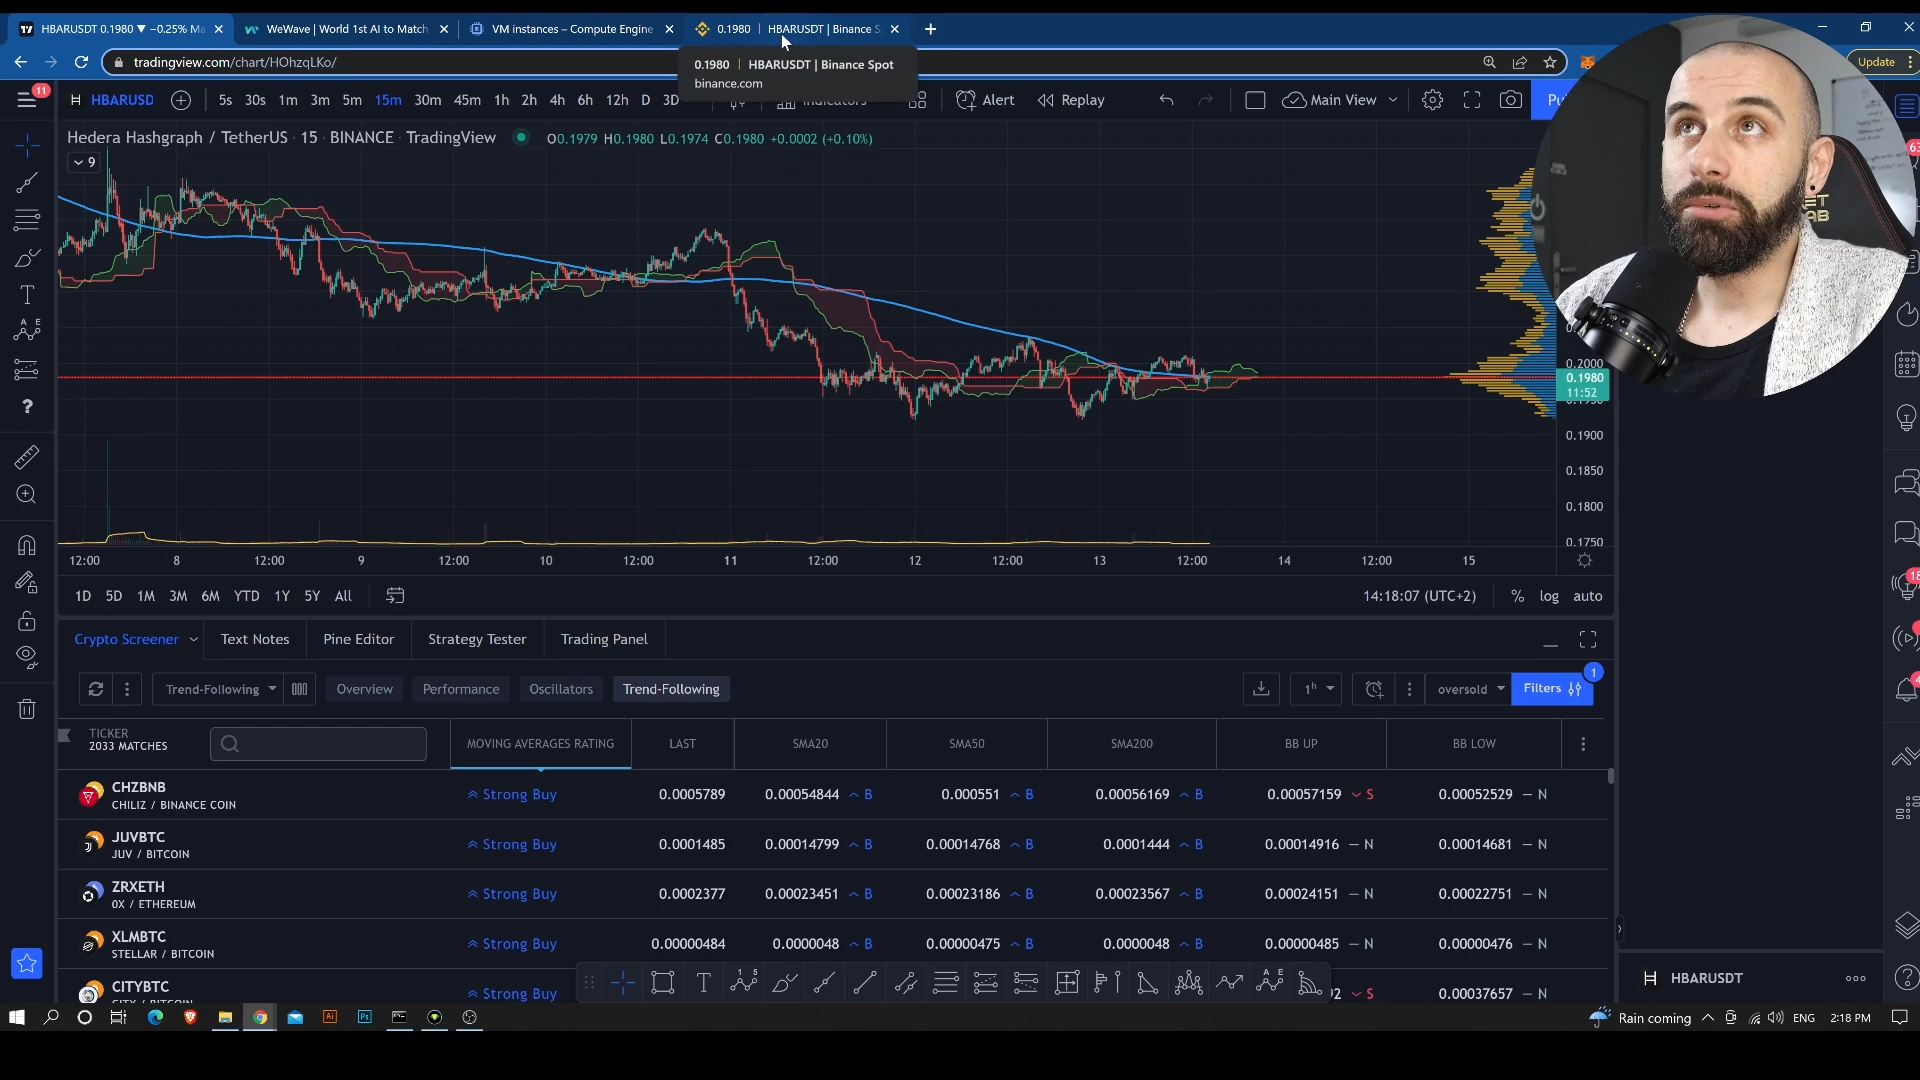 HBARUSDT 0.1980 ▼ −0.25% Ma
WeWave | World 1st AI to Match
VM instances – Compute Engine
0.1980 | HBARUSDT | Binance S
tradingview.com/chart/HOhzqLKo/
Update
0.1980 | HBARUSDT | Binance Spot
binance.com
11
HBARUSD
5s 30s 1m 3m 5m 15m 30m 45m 1h 2h 4h 6h 12h D 3D
Indicators
Alert
Replay
Main View
Pu
Hedera Hashgraph / TetherUS · 15 · BINANCE · TradingView
O0.1979 H0.1980 L0.1974 C0.1980 +0.0002 (+0.10%)
9
63
0.2000
0.1980
11:52
0.1900
0.1850
0.1800
0.1750
12:00 8 12:00 9 12:00 10 12:00 11 12:00 12 12:00 13 12:00 14 12:00 15
1D 5D 1M 3M 6M YTD 1Y 5Y All
14:18:07 (UTC+2)
% log auto
18
Crypto Screener
Text Notes
Pine Editor
Strategy Tester
Trading Panel
1
Trend-Following
Overview
Performance
Oscillators
Trend-Following
1h
oversold
Filters
4
TICKER
2033 MATCHES
MOVING AVERAGES RATING LAST SMA20 SMA50 SMA200 BB UP BB LOW
CHZBNB
CHILIZ / BINANCE COIN
Strong Buy 0.0005789 0.00054844 B 0.000551 B 0.00056169 B 0.00057159 S 0.00052529 — N
JUVBTC
JUV / BITCOIN
Strong Buy 0.0001485 0.00014799 B 0.00014768 B 0.0001444 B 0.00014916 — N 0.00014681 — N
ZRXETH
0X / ETHEREUM
Strong Buy 0.0002377 0.00023451 B 0.00023186 B 0.00023567 B 0.00024151 — N 0.00022751 — N
XLMBTC
STELLAR / BITCOIN
Strong Buy 0.00000484 0.0000048 B 0.00000475 B 0.0000048 B 0.00000485 — N 0.00000476 — N
CITYBTC
CITY / BITCOIN
Strong Buy
S 0.00037657 — N
HBARUSDT
Rain coming
ENG
2:18 PM